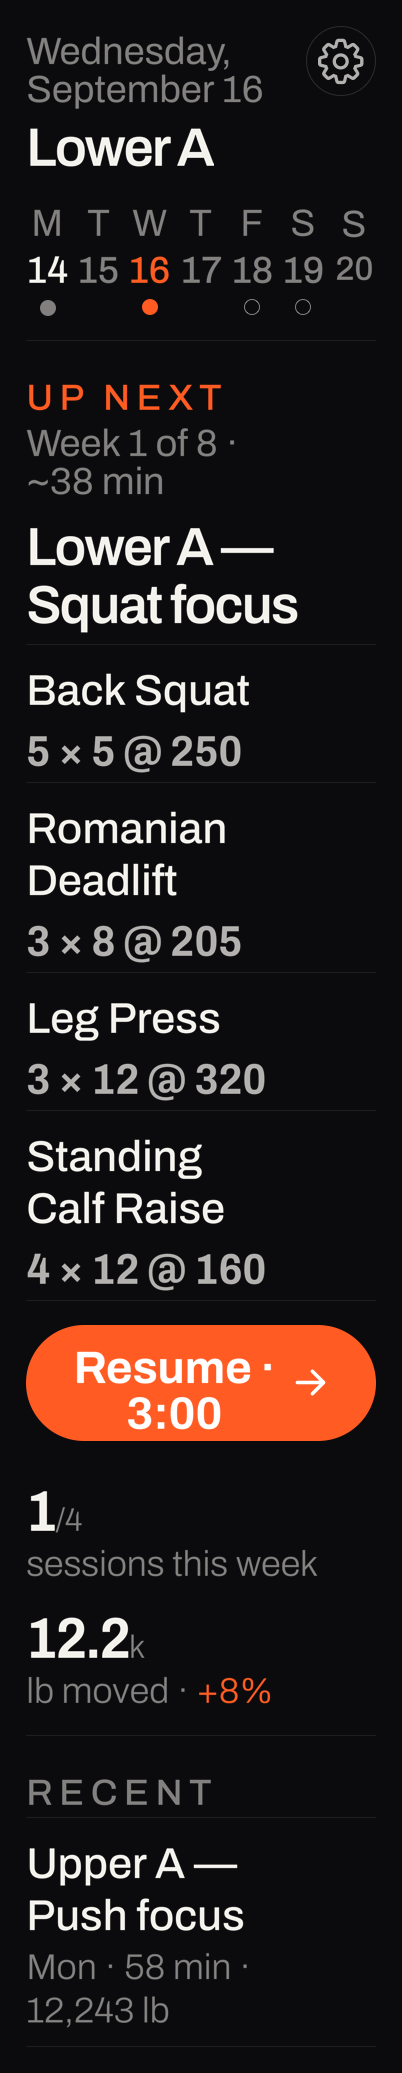 Wednesday,
September 16
Lower A
M T W T F S S
14 15 16 17 18 19 20
UP NEXT
Week 1 of 8 ·
~38 min
Lower A —
Squat focus
Back Squat
5 × 5 @ 250
Romanian
Deadlift
3 × 8 @ 205
Leg Press
3 × 12 @ 320
Standing
Calf Raise
4 × 12 @ 160
Resume ·
3:00
1/4
sessions this week
12.2k
lb moved · +8%
RECENT
Upper A —
Push focus
Mon · 58 min ·
12,243 lb